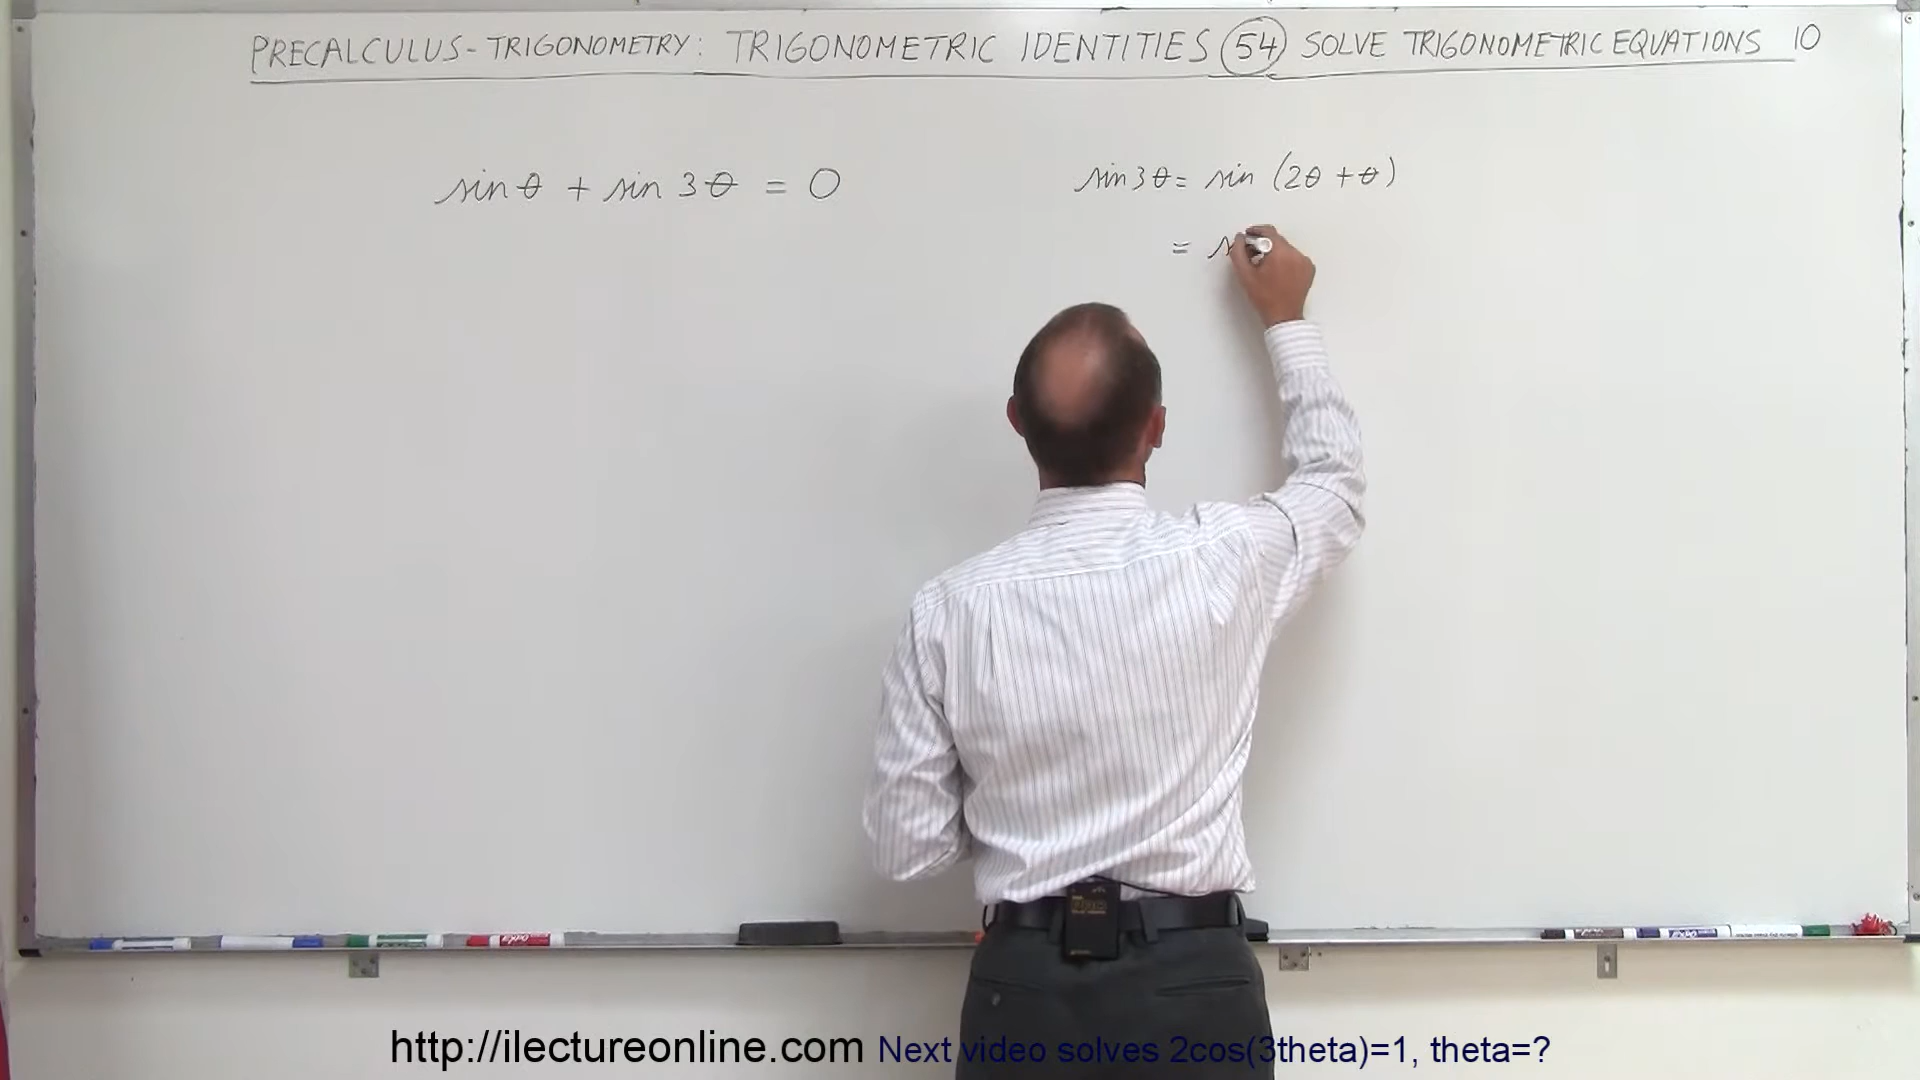 PRECALCULUS - TRIGONOMETRY: TRIGONOMETRIC IDENTITIES 54 SOLVE TRIGONOMETRIC EQUATIONS 10
sin θ + sin 3θ = 0
sin 3θ = sin (2θ + θ)
=
http://ilectureonline.com Next video solves 2cos(3theta)=1, theta=?